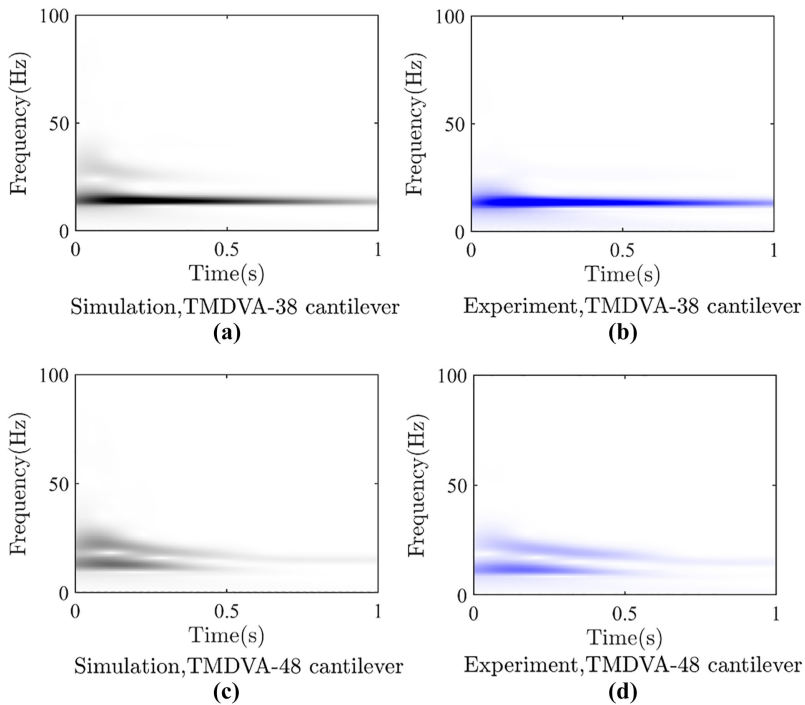 100
Frequency(Hz)
50
0
0
0.5
1
Time(s)
Simulation,TMDVA-38 cantilever
(a)
100
Frequency(Hz)
50
0
0
0.5
1
Time(s)
Experiment,TMDVA-38 cantilever
(b)
100
Frequency(Hz)
50
0
0
0.5
1
Time(s)
Simulation,TMDVA-48 cantilever
(c)
100
Frequency(Hz)
50
0
0
0.5
1
Time(s)
Experiment,TMDVA-48 cantilever
(d)